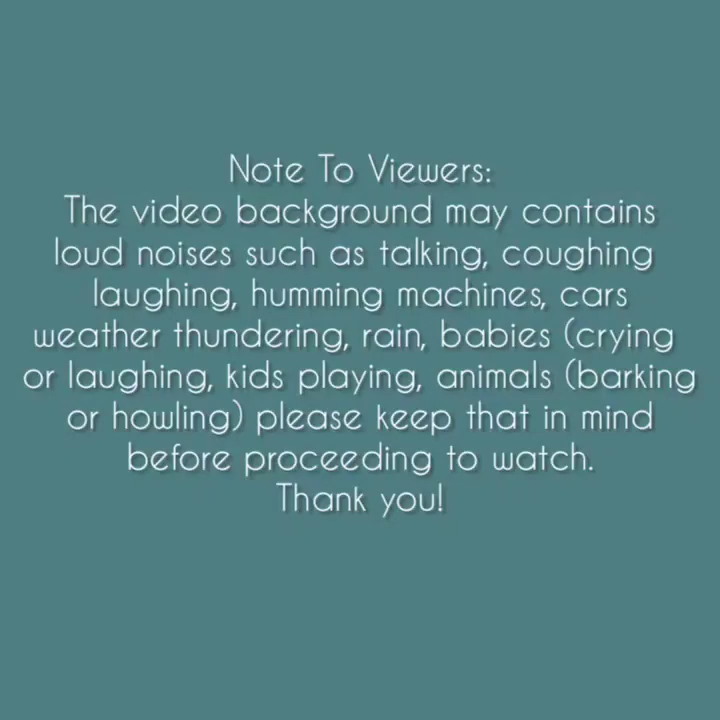 Note To Viewers:
The video background may contains
loud noises such as talking, coughing
laughing, humming machines, cars
weather thundering, rain, babies (crying
or laughing, kids playing, animals (barking
or howling) please keep that in mind
before proceeding to watch.
Thank you!